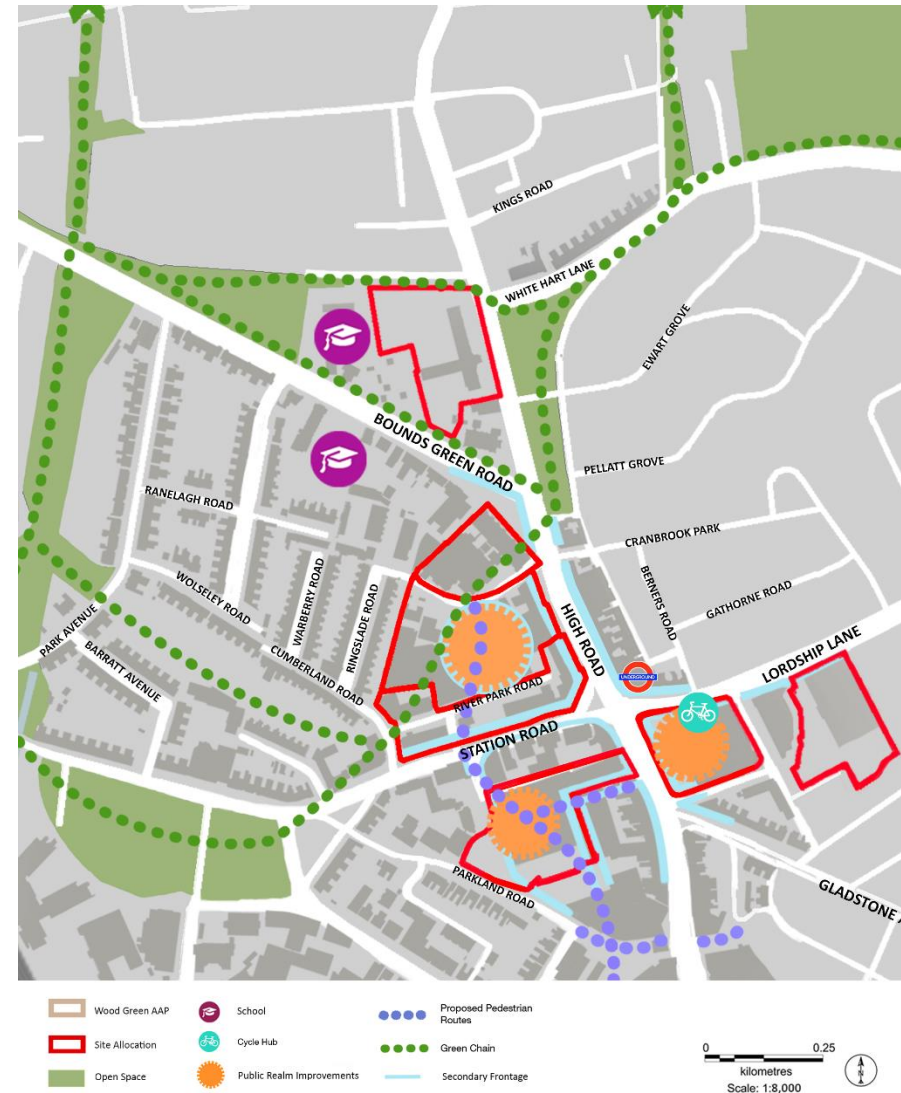 KINGS ROAD
WHITE HART LANE
EWART GROVE
BOUNDS GREEN ROAD
PELLATT GROVE
RANELAGH ROAD
CRANBROOK PARK
WOLSELEY ROAD
WARBERRY ROAD
RINGSLADE ROAD
HIGH ROAD
BERNERS ROAD
GATHORNE ROAD
PARK AVENUE
BARRATT AVENUE
CUMBERLAND ROAD
UNDERGROUND
LORDSHIP LANE
RIVER PARK ROAD
STATION ROAD
PARKLAND ROAD
GLADSTONE A
Wood Green AAP
School
Proposed Pedestrian
Routes
Site Allocation
Cycle Hub
Green Chain
Open Space
Public Realm Improvements
Secondary Frontage
0 0.25
kilometres
Scale: 1:8,000
N